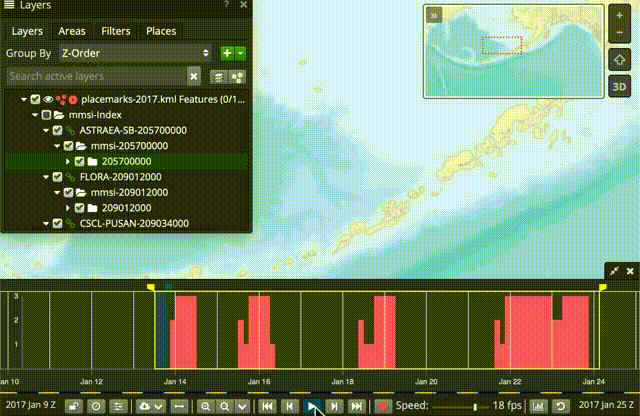 Layers ? ×
Layers Areas Filters Places
Group By Z-Order
Search active layers
placemarks-2017.kml Features (0/1...
mmsi-Index
ASTRAEA-SB-205700000
mmsi-205700000
205700000
FLORA-209012000
mmsi-209012000
209012000
CSCL-PUSAN-209034000
3D
3
2
1
an 10 Jan 12 Jan 14 Jan 16 Jan 18 Jan 20 Jan 22 Jan 24
2017 Jan 9 Z Speed: 18 fps 2017 Jan 25 Z